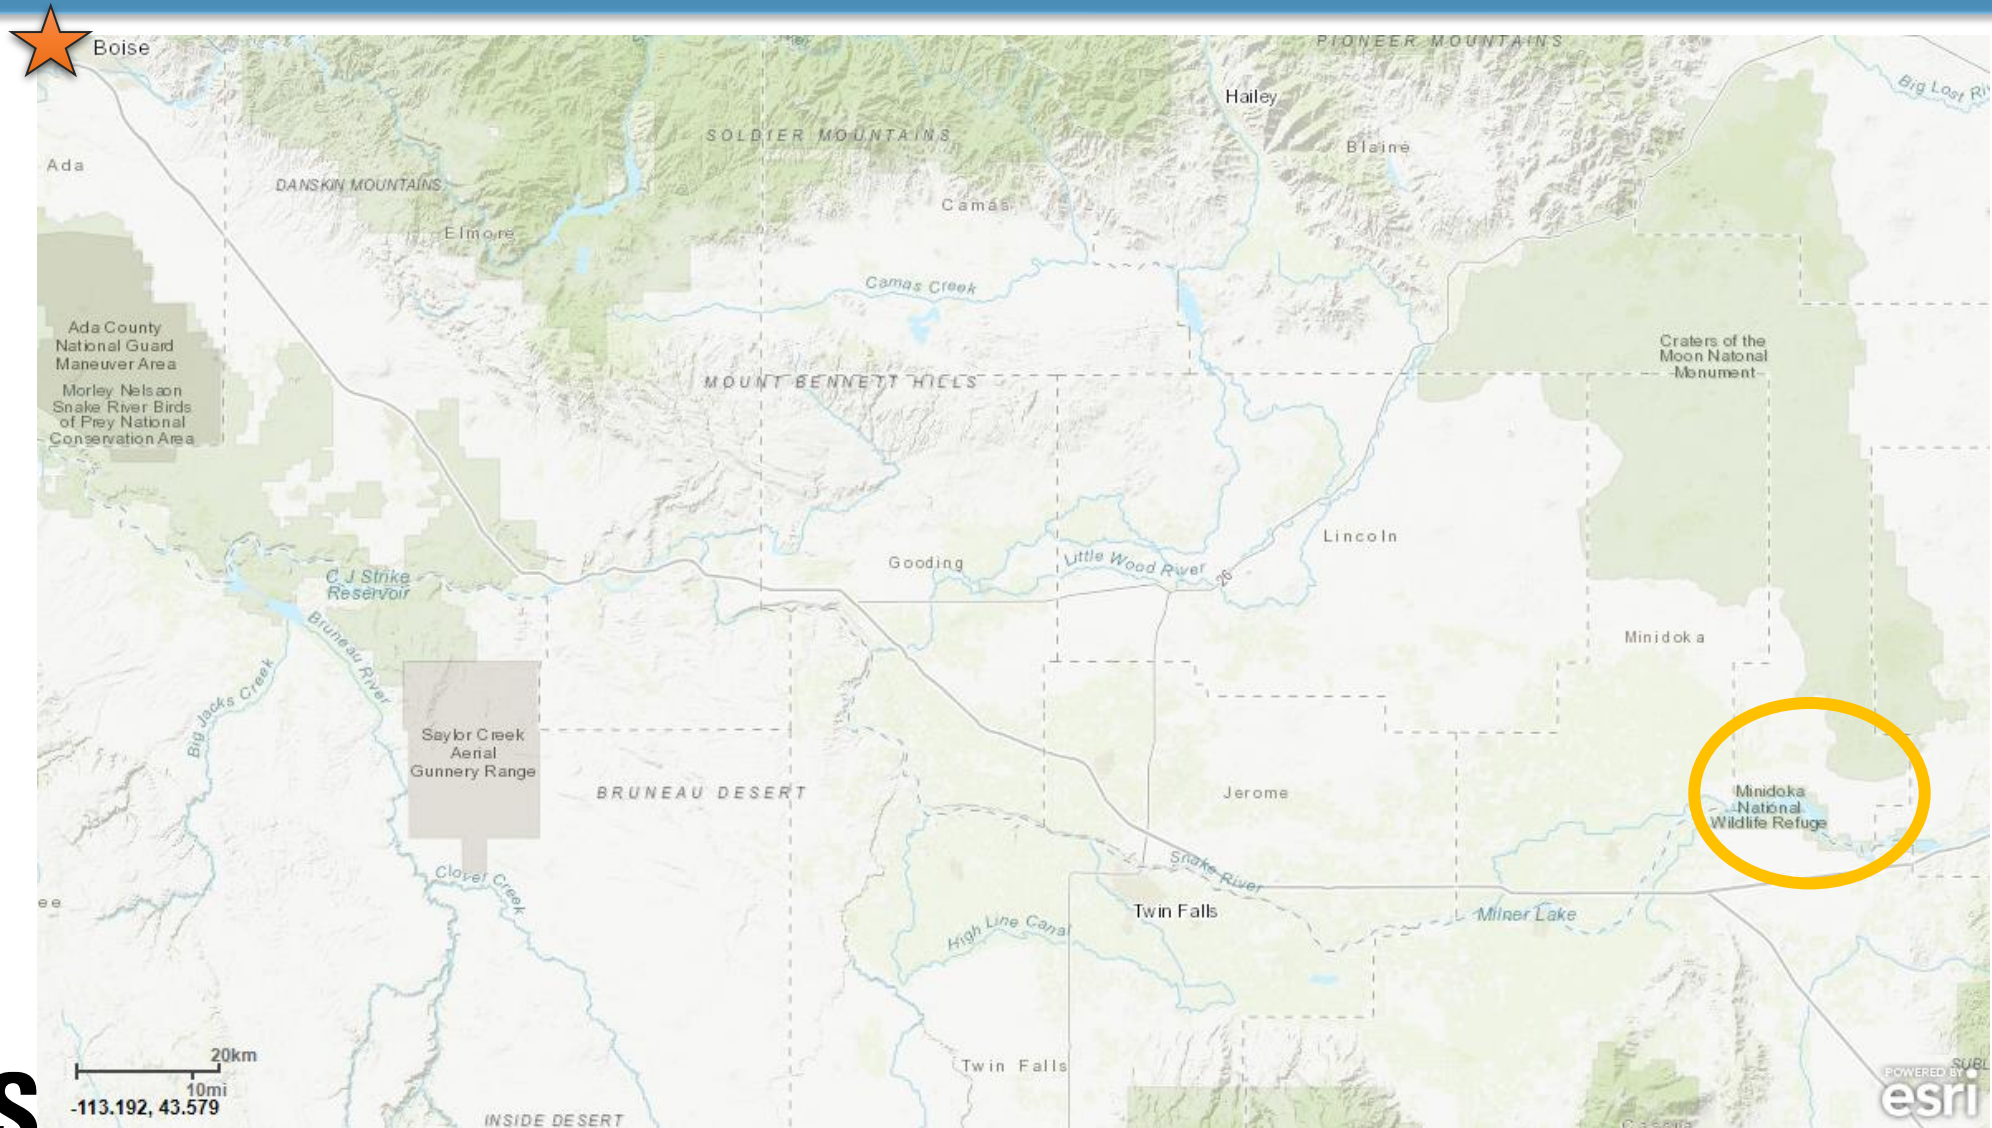 Boise
PIONEER MOUNTAINS
Big Lost Ri
Hailey
SOLDIER MOUNTAINS
Blaine
Ada
DANSKIN MOUNTAINS
Camas
Elmore
Camas Creek
Ada County
National Guard
Maneuver Area
Morley Nelson
Snake River Birds
of Prey National
Conservation Area
Craters of the
Moon Natonal
Monument
MOUNT BENNETT HILLS
Lincoln
Gooding
Little Wood River
26
C J Strike
Reservoir
Bruneau River
Minidoka
Big Jacks Creek
Saylor Creek
Aerial
Gunnery Range
BRUNEAU DESERT
Jerome
Minidoka
National
Wildlife Refuge
Snake River
Clover Creek
ee
Twin Falls
Milner Lake
High Line Canal
20km
10mi
-113.192, 43.579
Twin Falls
INSIDE DESERT
SUBL
POWERED BY
esri
Cassia
S